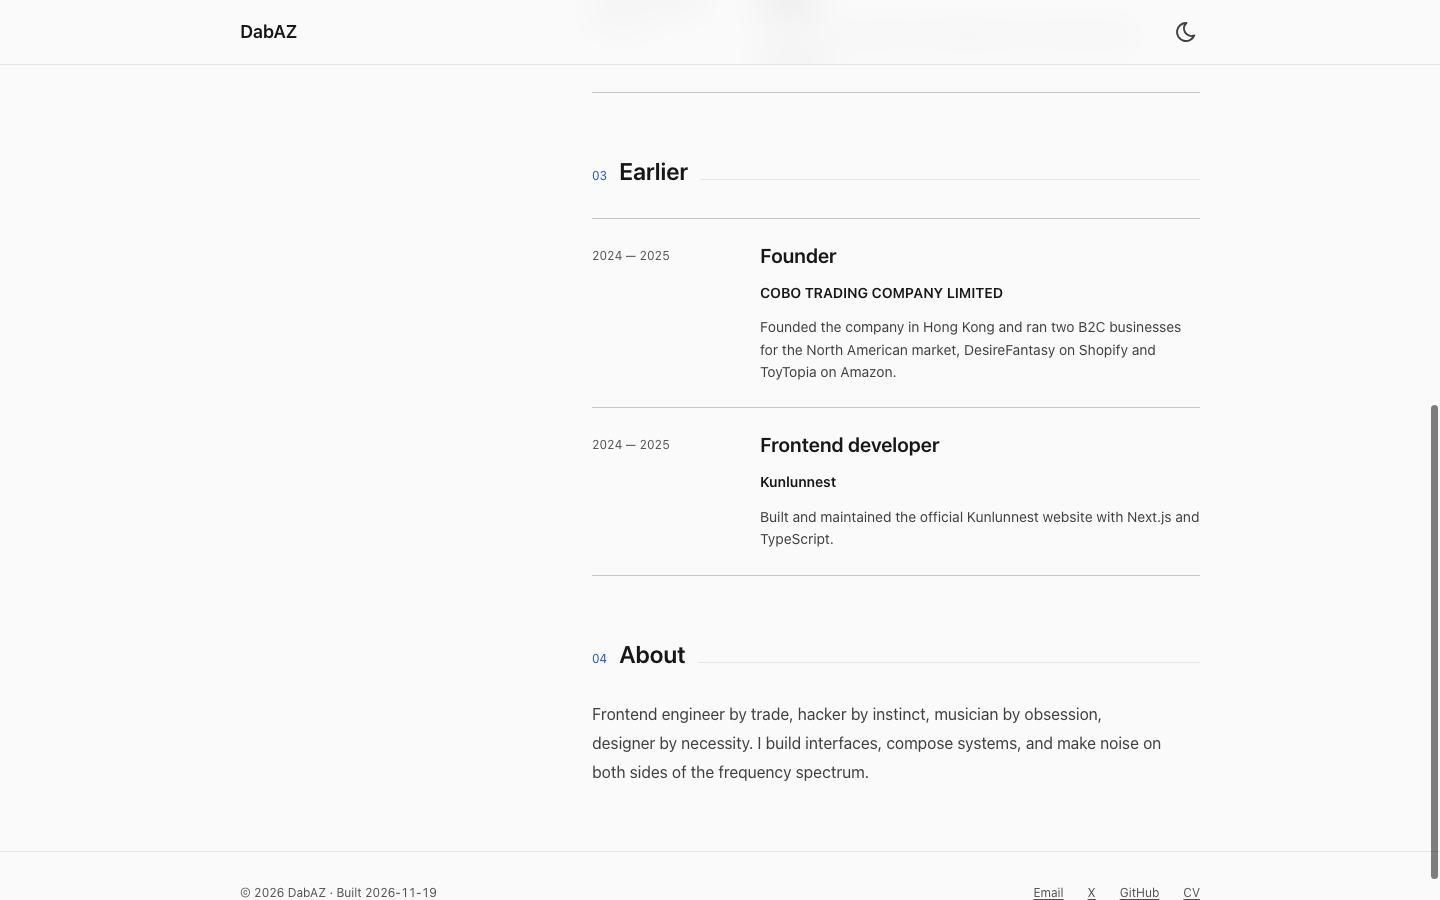 DabAZ
03 Earlier
2024 — 2025
Founder
COBO TRADING COMPANY LIMITED
Founded the company in Hong Kong and ran two B2C businesses
for the North American market, DesireFantasy on Shopify and
ToyTopia on Amazon.
2024 — 2025
Frontend developer
Kunlunnest
Built and maintained the official Kunlunnest website with Next.js and
TypeScript.
04 About
Frontend engineer by trade, hacker by instinct, musician by obsession,
designer by necessity. I build interfaces, compose systems, and make noise on
both sides of the frequency spectrum.
© 2026 DabAZ · Built 2026-11-19
Email X GitHub CV